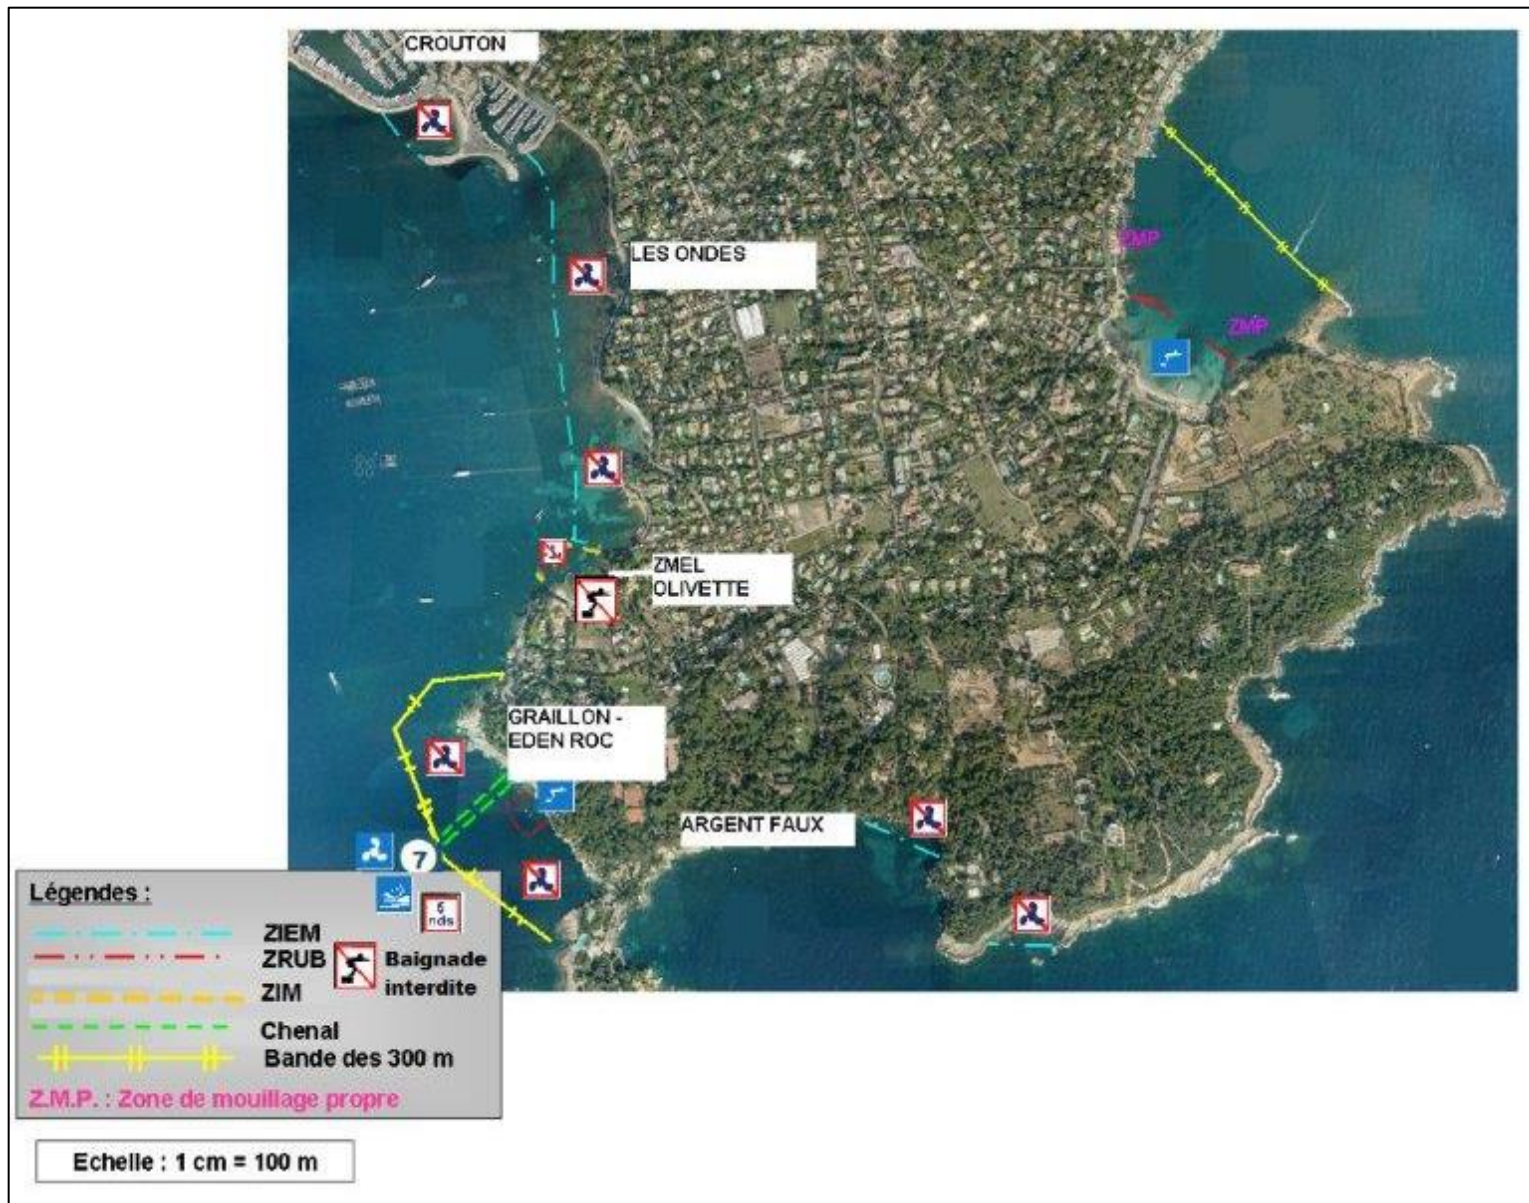 CROUTON
LES ONDES
ZMP
ZMP
ZMEL
OLIVETTE
GRAILLON -
EDEN ROC
ARGENT FAUX
7
Légendes :
5
nds
ZIEM
ZRUB
Baignade
interdite
ZIM
Chenal
Bande des 300 m
Z.M.P. : Zone de mouillage propre
Echelle : 1 cm = 100 m